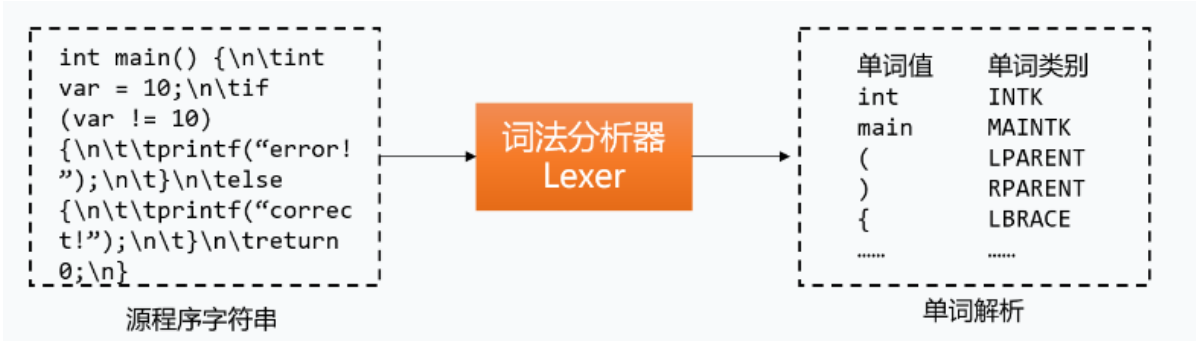 int main() {\n\tint
var = 10;\n\tif
(var != 10)
{\n\t\tprintf(“error!
”);\n\t}\n\telse
{\n\t\tprintf(“correc
t!”);\n\t}\n\treturn
0;\n}
源程序字符串
词法分析器
Lexer
单词值 单词类别
int INTK
main MAINTK
( LPARENT
) RPARENT
{ LBRACE
…… ……
单词解析